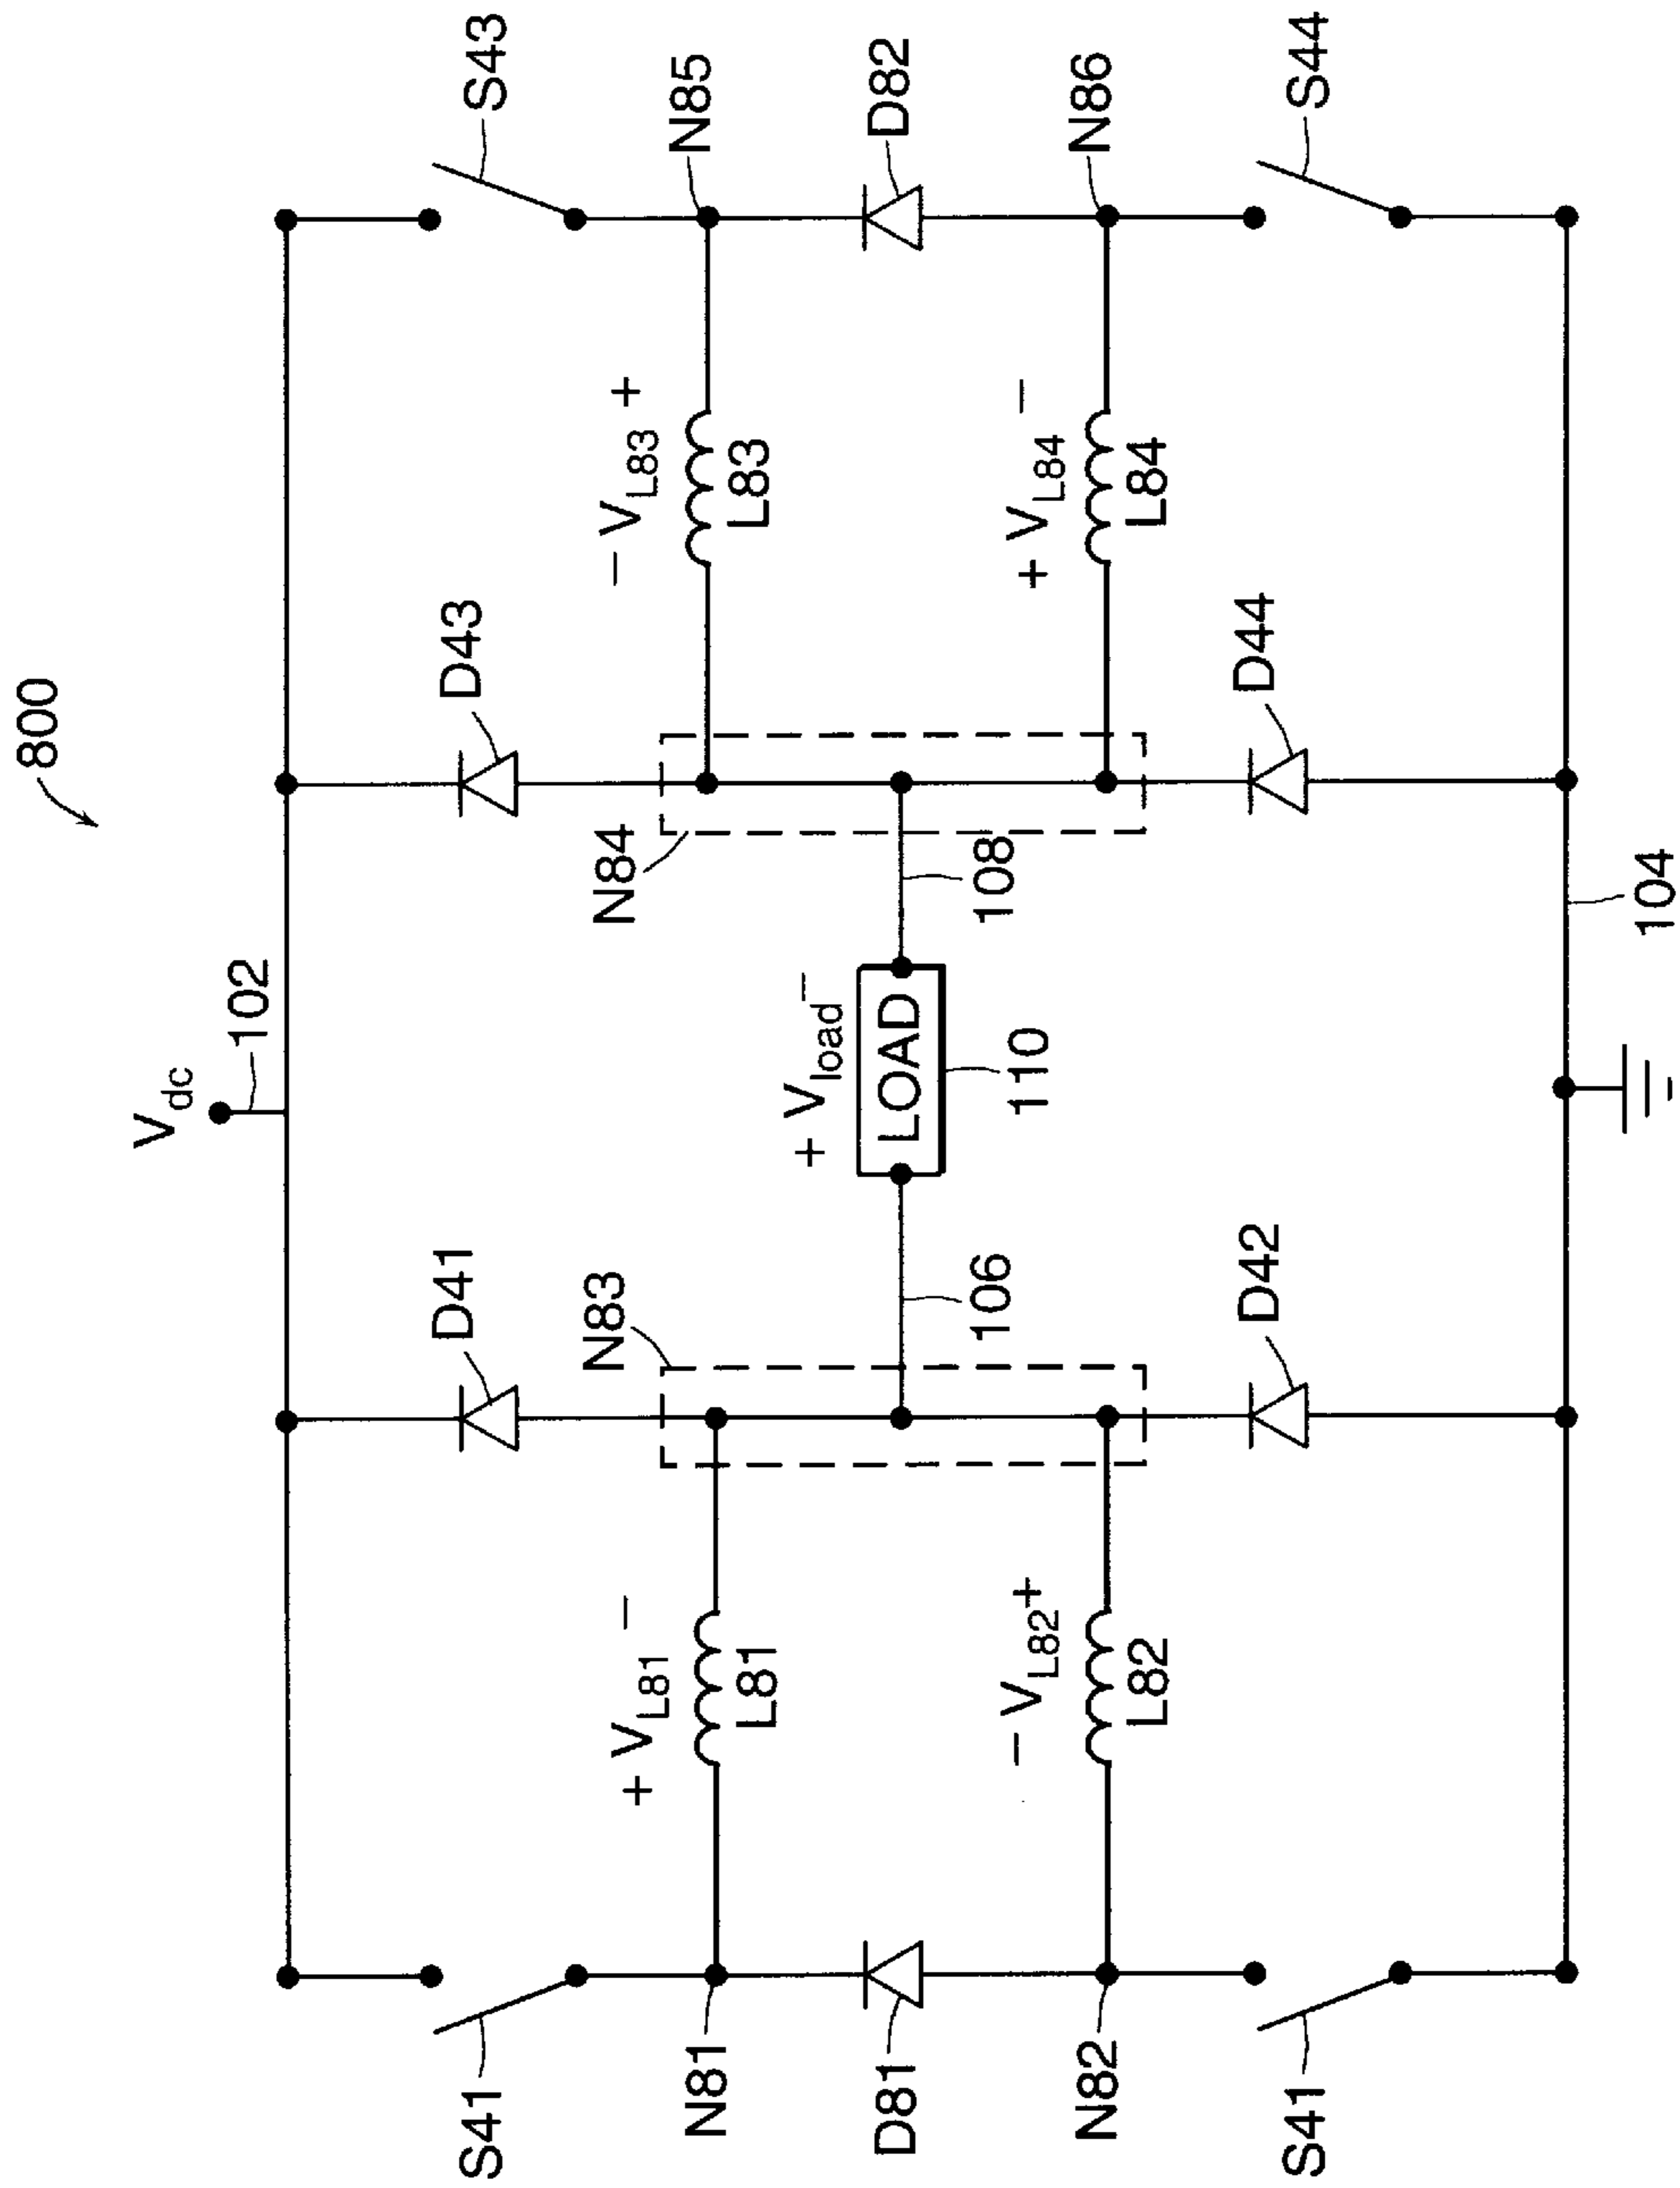 800
V_dc
102
S41
D41
D43
S43
N83
N84
+ V_L81 −
− V_L83 +
N81
L81
L83
N85
+ V_load −
D81
LOAD
D82
106
110
108
− V_L82 +
+ V_L84 −
N82
L82
L84
N86
S41
D42
D44
S44
104